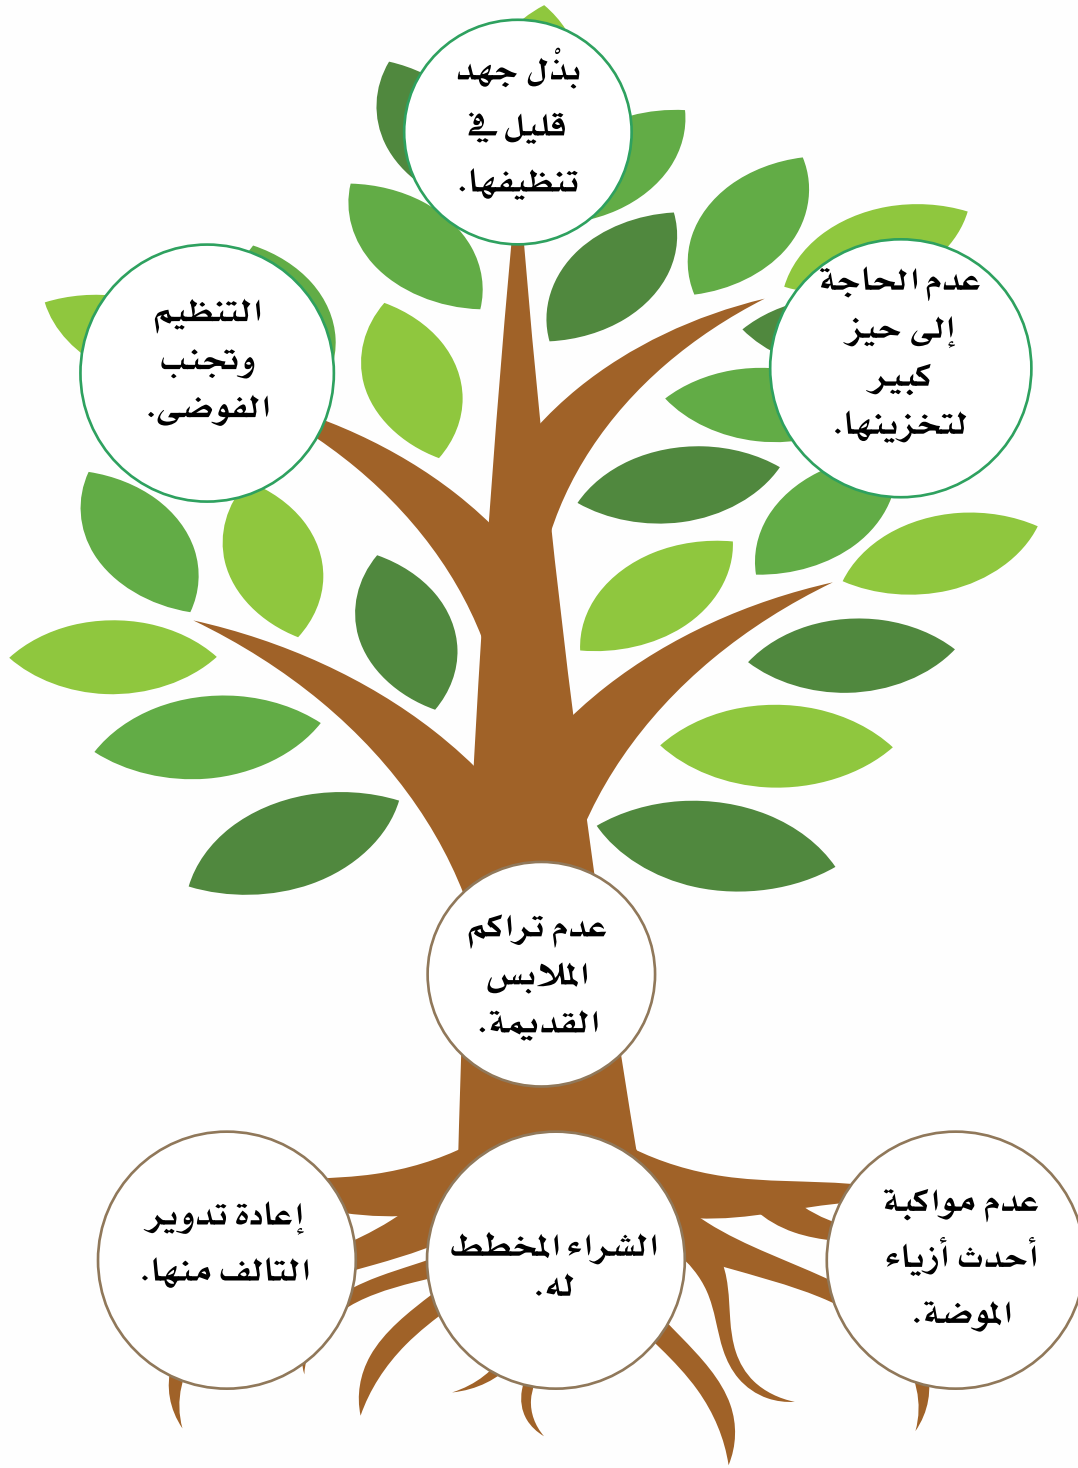 بذْل جهد
قليل في
تنظيفها.
عدم الحاجة
إلى حيز
كبير
لتخزينها.
التنظيم
وتجنب
الفوضى.
عدم تراكم
الملابس
القديمة.
عدم مواكبة
أحدث أزياء
الموضة.
الشراء المخطط
له.
إعادة تدوير
التالف منها.